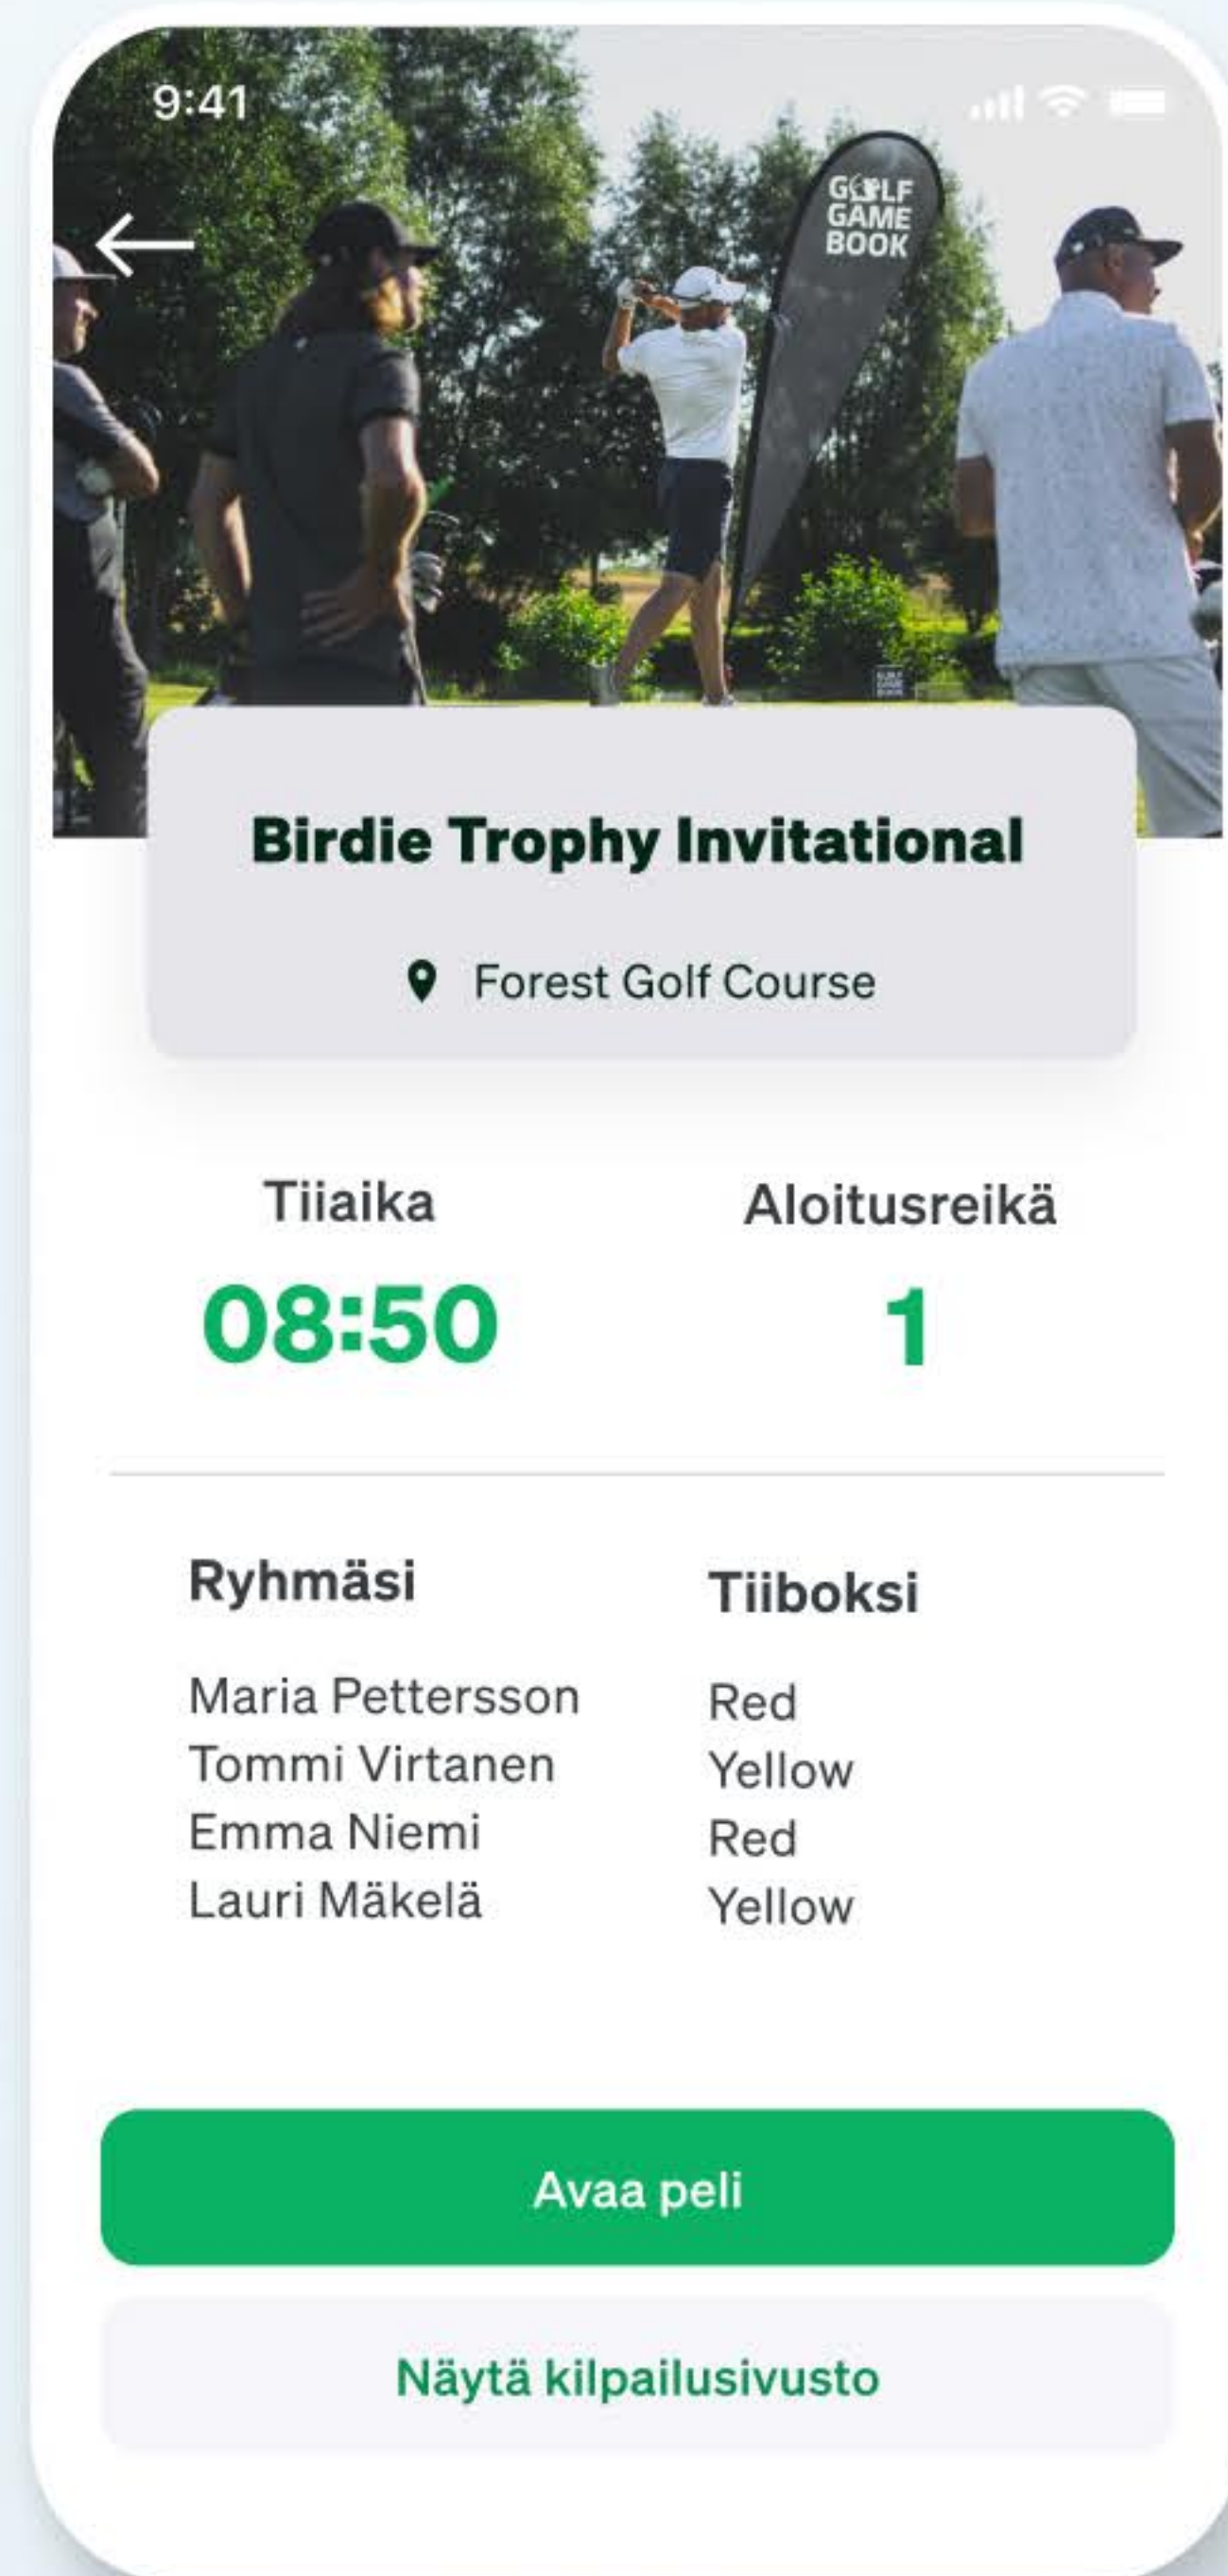 9:41
GOLF
GAME
BOOK
Birdie Trophy Invitational
Forest Golf Course
Tiiaika
Aloitusreikä
08:50
1
Ryhmäsi
Tiiboksi
Maria Pettersson
Red
Tommi Virtanen
Yellow
Emma Niemi
Red
Lauri Mäkelä
Yellow
Avaa peli
Näytä kilpailusivusto